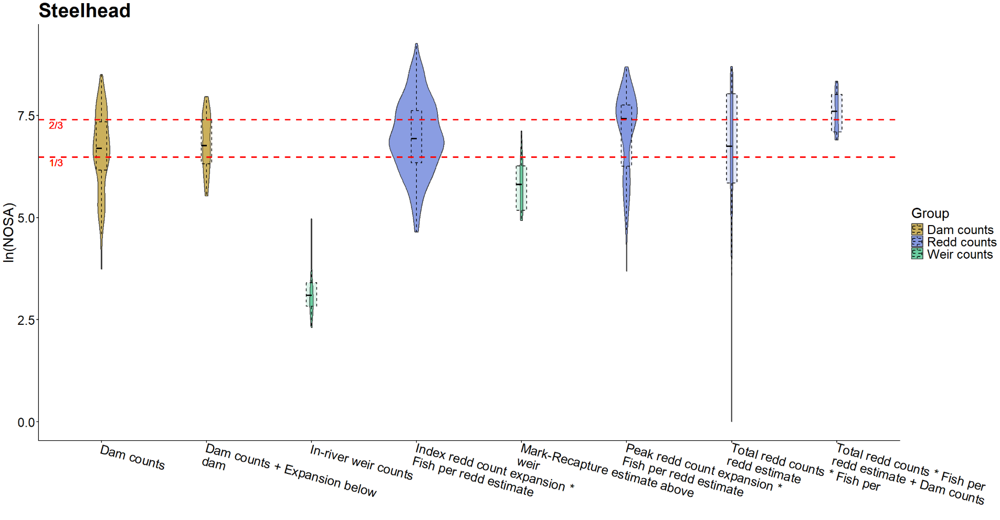 Steelhead
ln(NOSA)
7.5
5.0
2.5
0.0
2/3
1/3
Dam counts
Dam counts + Expansion below
dam
In-river weir counts
Index redd count expansion *
Fish per redd estimate
Mark-Recapture estimate above
weir
Peak redd count expansion *
Fish per redd estimate
Total redd counts * Fish per
redd estimate
Total redd counts * Fish per
redd estimate + Dam counts
Group
Dam counts
Redd counts
Weir counts